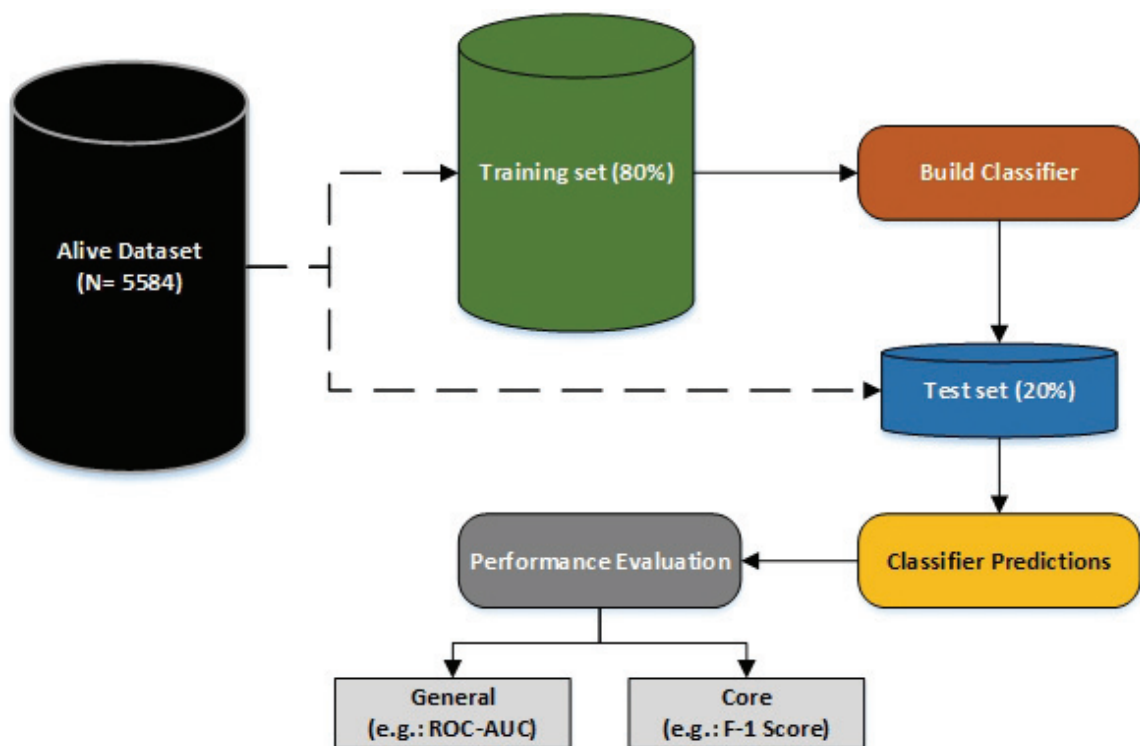 Alive Dataset
(N= 5584)
Training set (80%)
Build Classifier
Test set (20%)
Classifier Predictions
Performance Evaluation
General
(e.g.: ROC-AUC)
Core
(e.g.: F-1 Score)